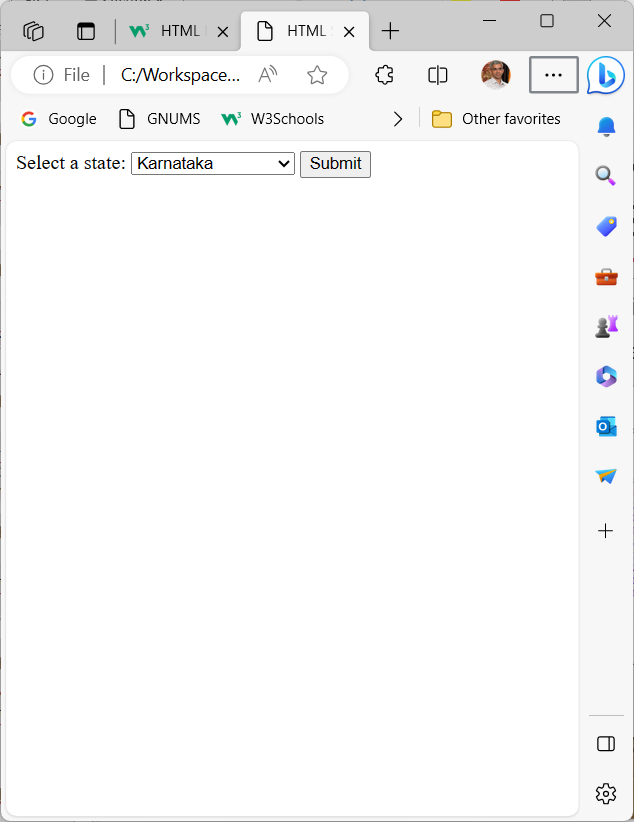 HTML HTML
File C:/Workspace... A
Google GNUMS W3Schools Other favorites
Select a state: Karnataka Submit